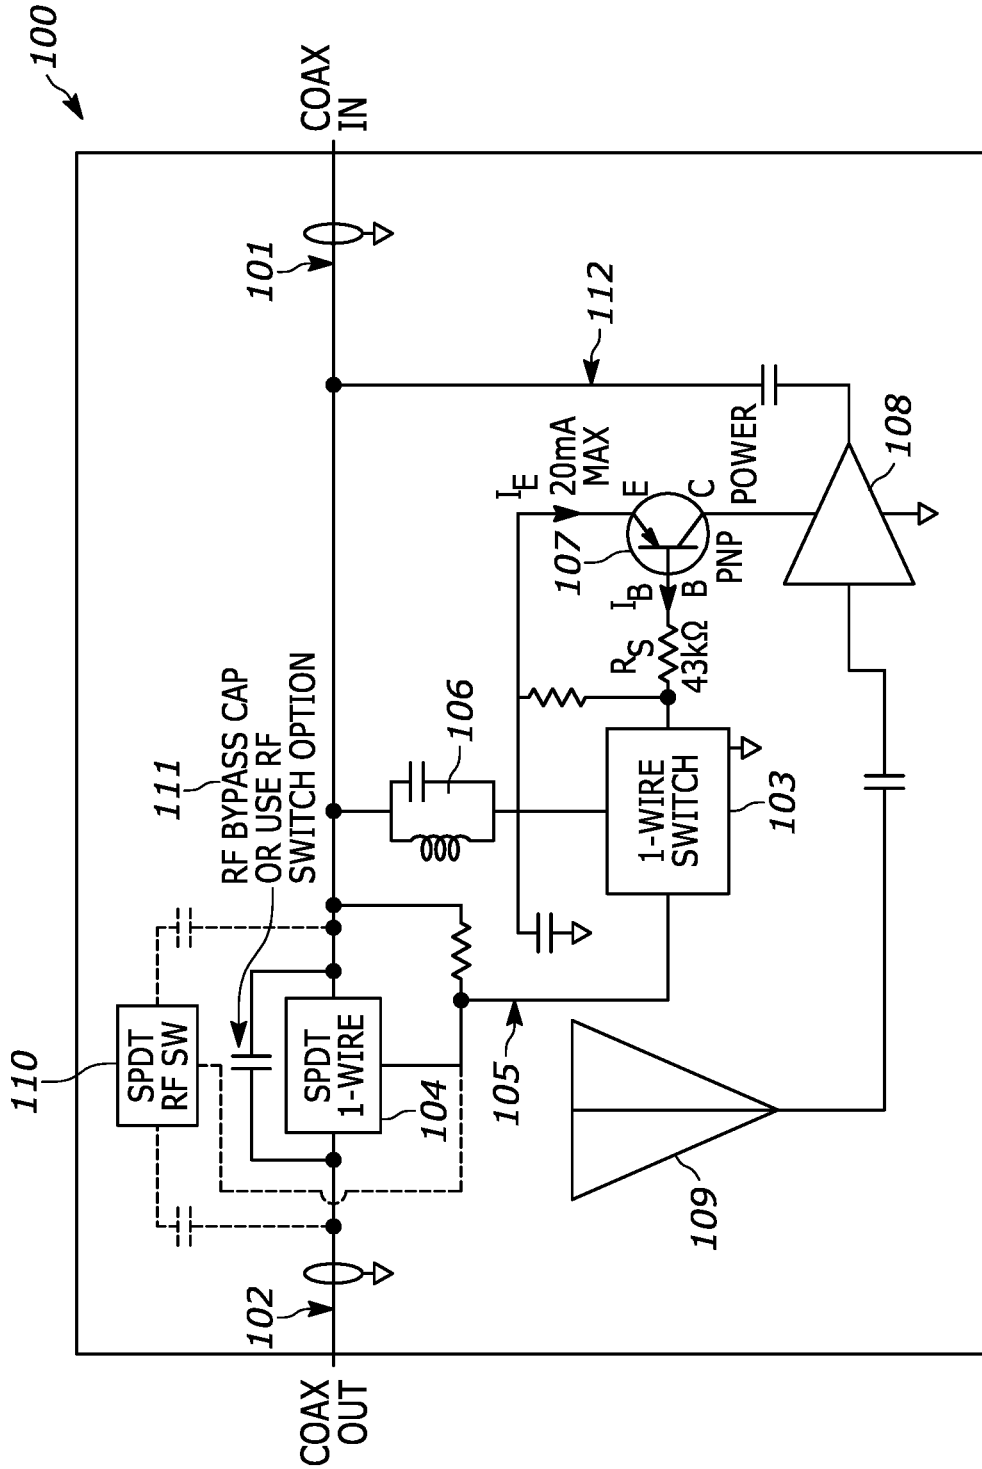 100
COAX
IN
101
112
111
RF BYPASS CAP
OR USE RF
SWITCH OPTION
110
SPDT
RF SW
SPDT
1-WIRE
104
102
COAX
OUT
105
106
1-WIRE
SWITCH
103
IE
20mA
MAX
107
E
C
B
PNP
IB
RS
43kΩ
POWER
108
109